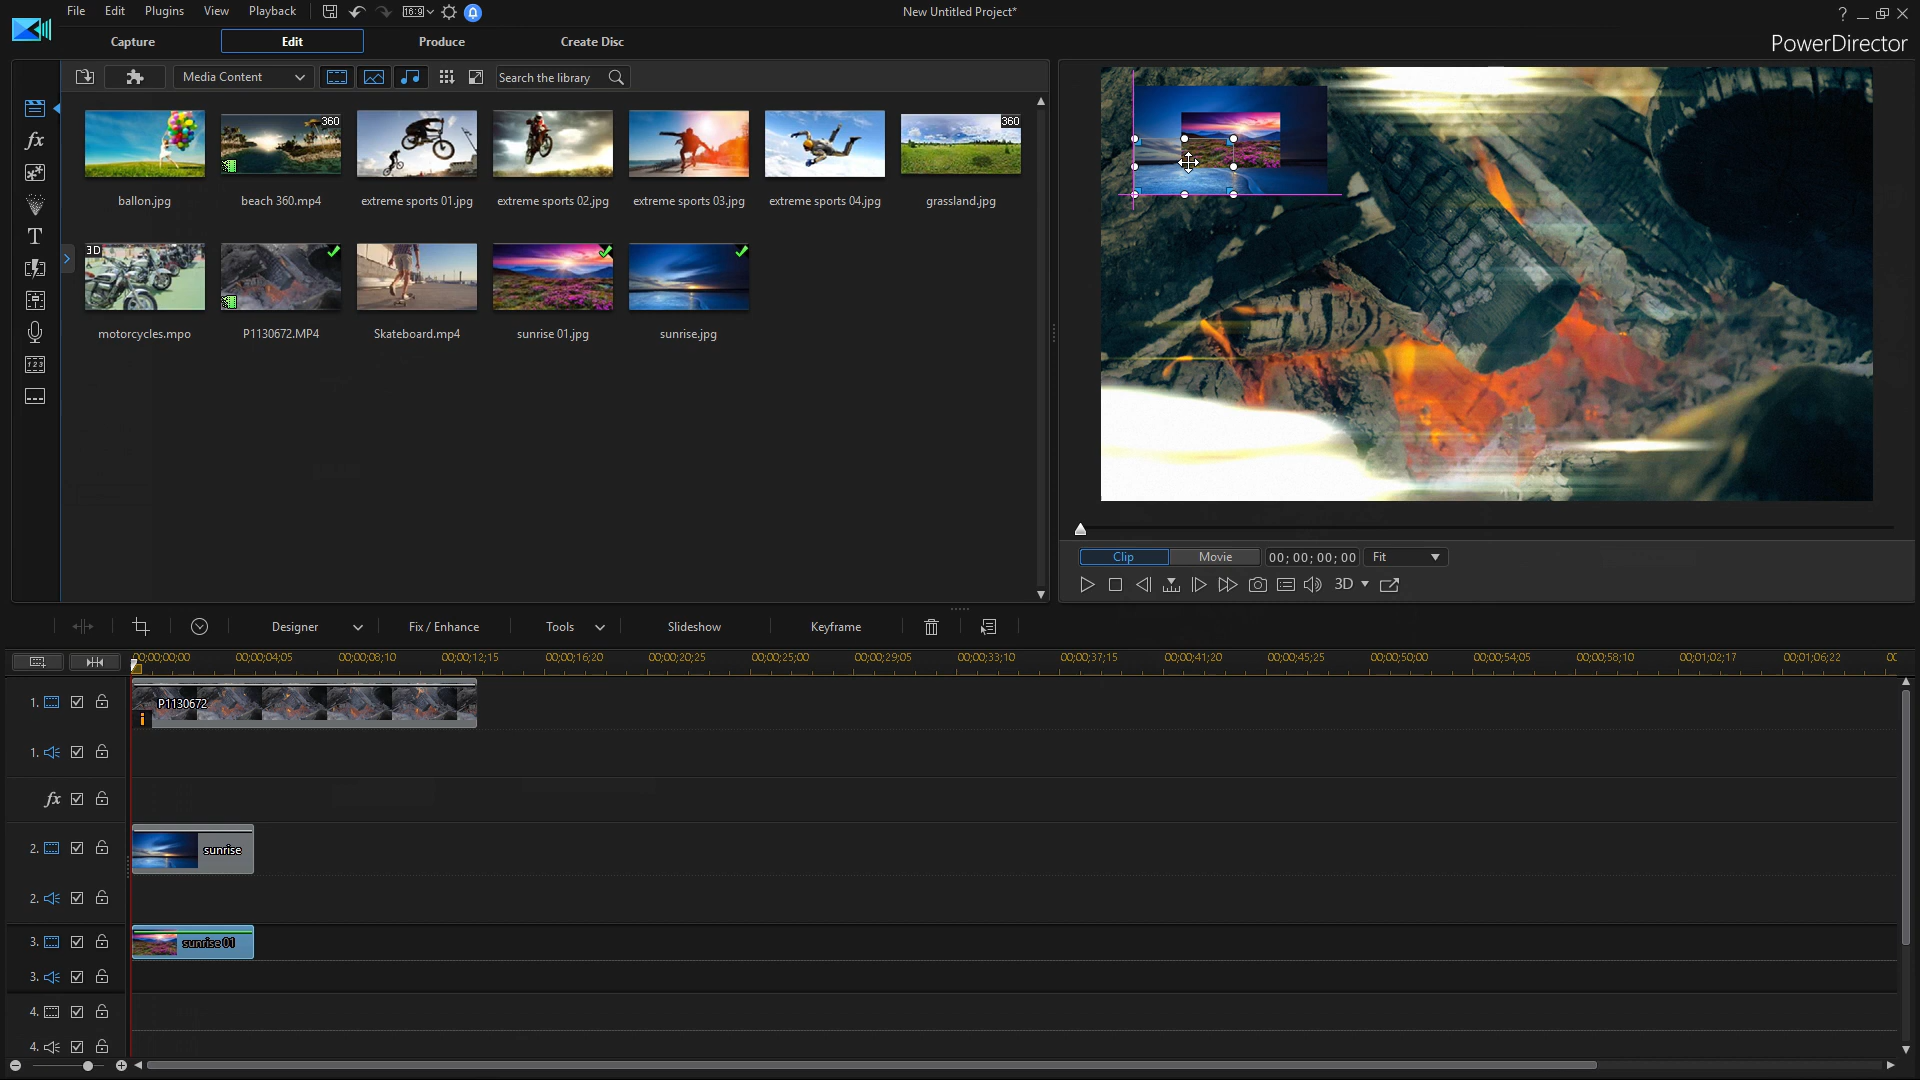 File Edit Plugins View Playback 16:9 New Untitled Project* ?
Capture Edit Produce Create Disc PowerDirector
Media Content Search the library
360 360
ballon.jpg beach 360.mp4 extreme sports 01.jpg extreme sports 02.jpg extreme sports 03.jpg extreme sports 04.jpg grassland.jpg
3D
motorcycles.mpo P1130672.MP4 Skateboard.mp4 sunrise 01.jpg sunrise.jpg
fx
T
123
Clip Movie 00; 00; 00; 00 Fit
3D
Designer Fix / Enhance Tools Slideshow Keyframe
00;00;00;00 00;00;04;05 00;00;08;10 00;00;12;15 00;00;16;20 00;00;20;25 00;00;25;00 00;00;29;05 00;00;33;10 00;00;37;15 00;00;41;20 00;00;45;25 00;00;50;00 00;00;54;05 00;00;58;10 00;01;02;17 00;01;06;22
1. P1130672
i
1.
fx
2. sunrise
2.
3. sunrise 01
3.
4.
4.